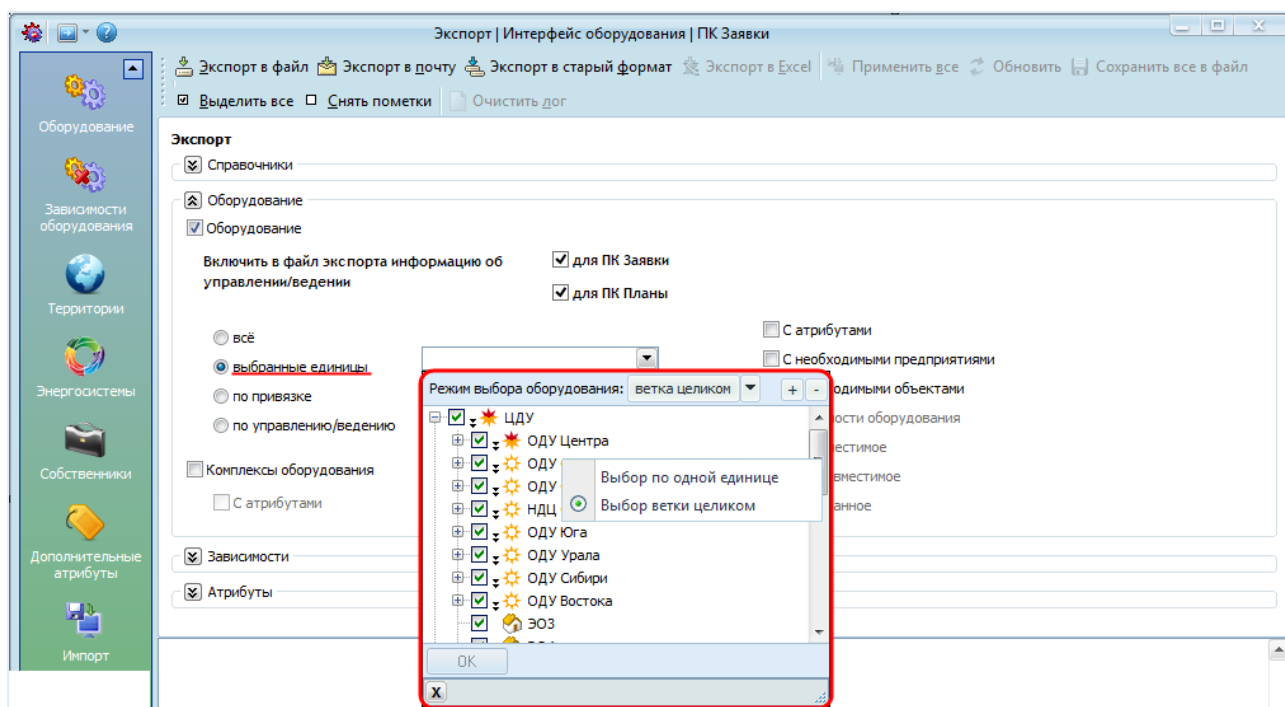 Экспорт | Интерфейс оборудования | ПК Заявки
Экспорт в файл Экспорт в почту Экспорт в старый формат Экспорт в Excel Применить все Обновить Сохранить все в файл
Выделить все Снять пометки Очистить лог
Оборудование
Зависимости
оборудования
Территории
Энергосистемы
Собственники
Дополнительные
атрибуты
Импорт
Экспорт
Справочники
Оборудование
Оборудование
Включить в файл экспорта информацию об
управлении/ведении
для ПК Заявки
для ПК Планы
всё
выбранные единицы
по привязке
по управлению/ведению
Комплексы оборудования
С атрибутами
С атрибутами
С необходимыми предприятиями
одимыми объектами
ости оборудования
местимое
вместимое
анное
Режим выбора оборудования: ветка целиком + -
ЦДУ
ОДУ Центра
ОДУ
ОДУ
НДЦ
ОДУ Юга
ОДУ Урала
ОДУ Сибири
ОДУ Востока
ЭОЗ
Выбор по одной единице
Выбор ветки целиком
OK
X
Зависимости
Атрибуты